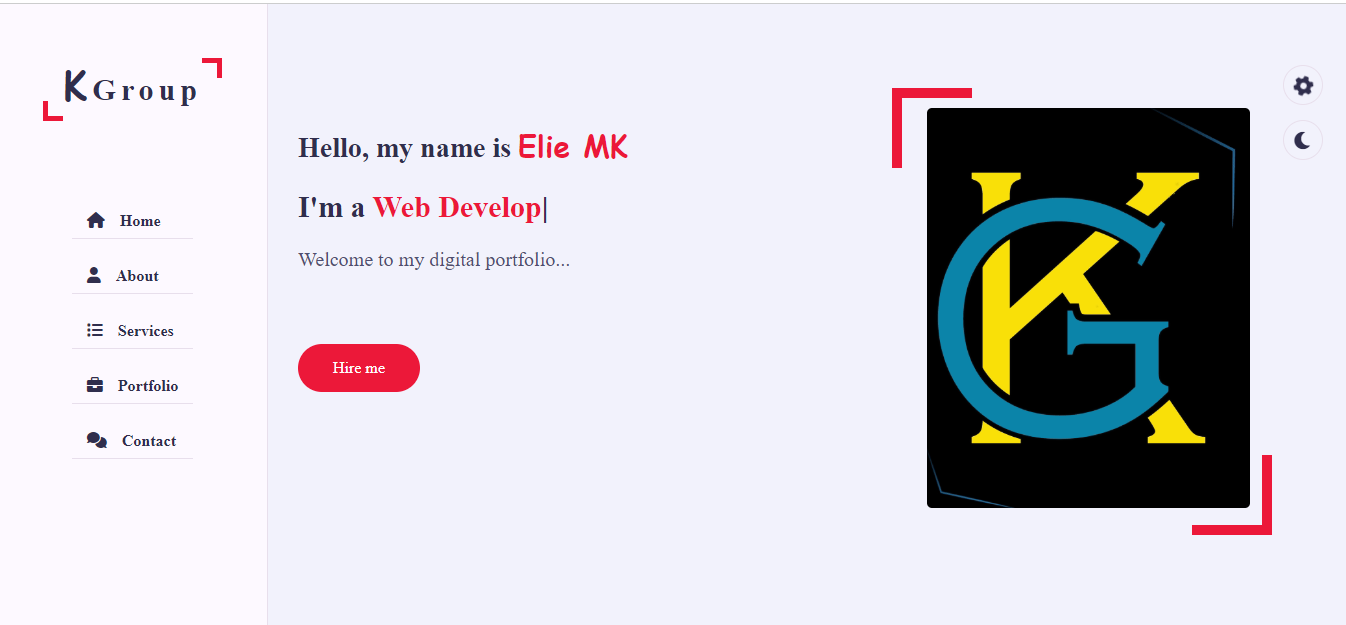 KGroup
Home
About
Services
Portfolio
Contact
Hello, my name is Elie MK
I'm a Web Develop|
Welcome to my digital portfolio...
Hire me
KG